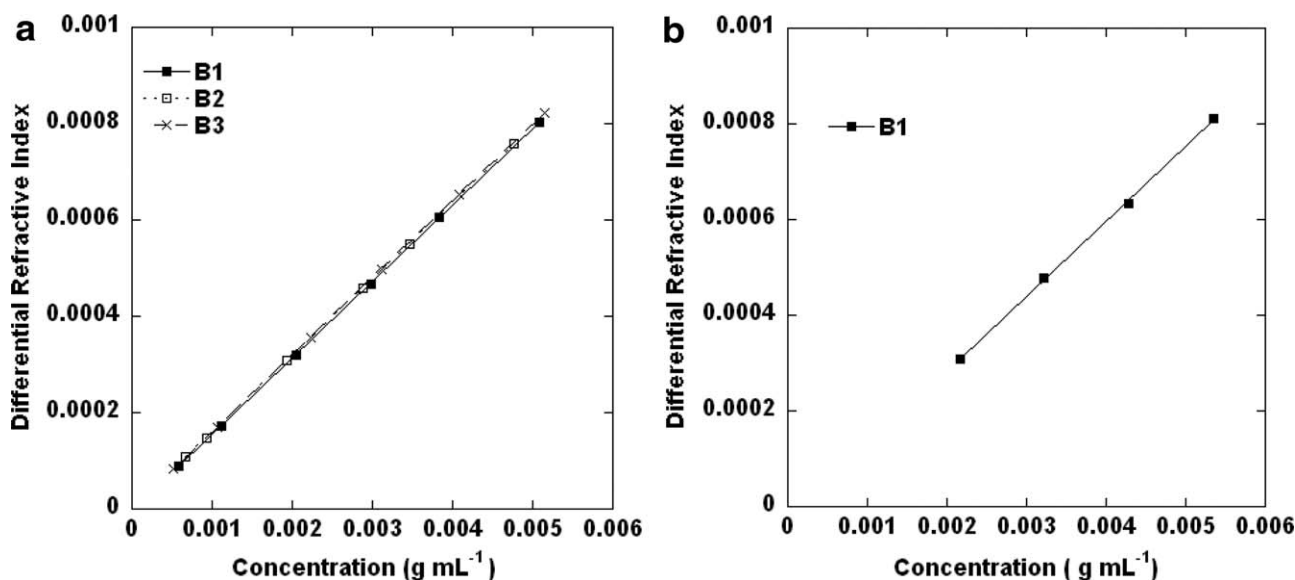 a
0.001
0.0008
0.0006
0.0004
0.0002
0
Differential Refractive Index
B1
B2
B3
0 0.001 0.002 0.003 0.004 0.005 0.006
Concentration (g mL-1)
b
0.001
0.0008
0.0006
0.0004
0.0002
0
Differential Refractive Index
B1
0 0.001 0.002 0.003 0.004 0.005 0.006
Concentration ( g mL-1)